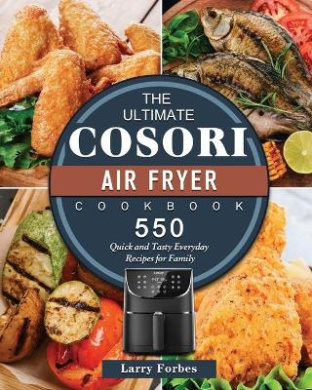 THE
ULTIMATE
COSORI
AIR FRYER
COOKBOOK
550
Quick and Tasty Everyday
Recipes for Family
Larry Forbes